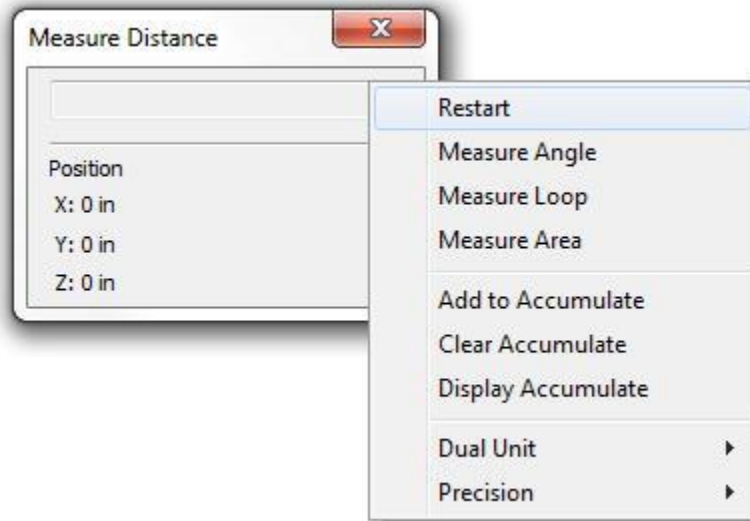 Measure Distance
Position
X: 0 in
Y: 0 in
Z: 0 in
Restart
Measure Angle
Measure Loop
Measure Area
Add to Accumulate
Clear Accumulate
Display Accumulate
Dual Unit
Precision